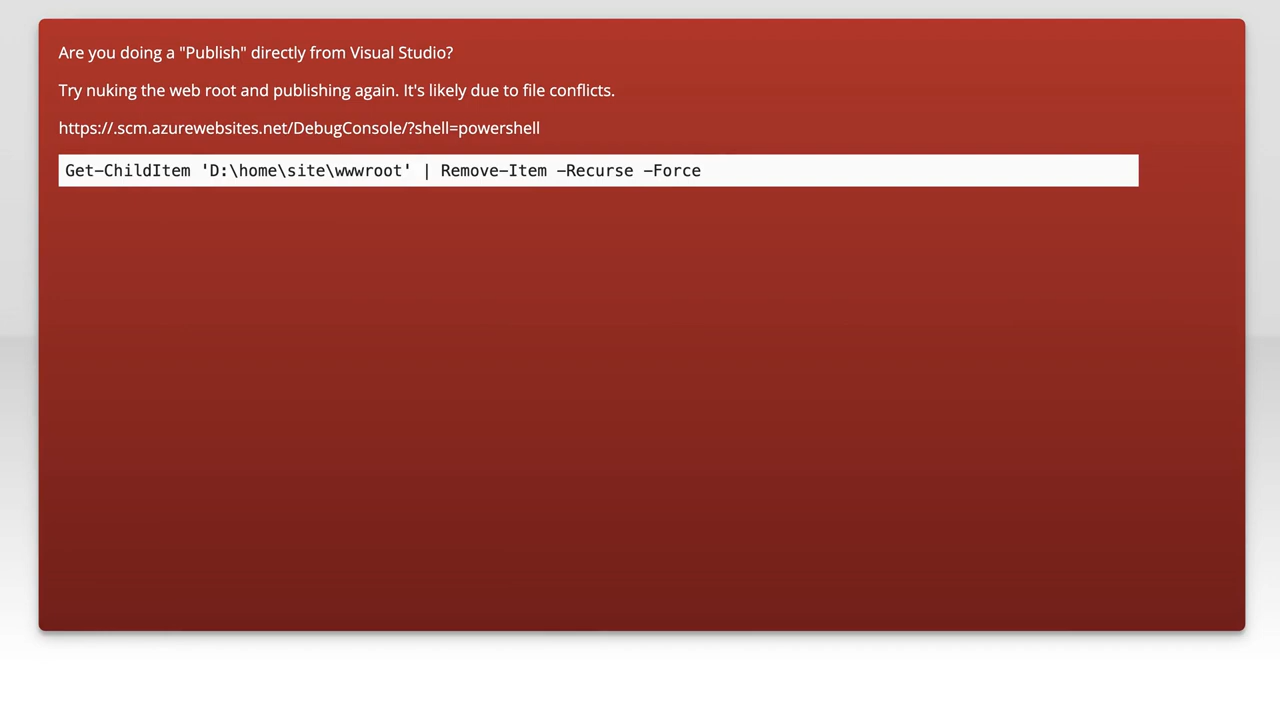 Are you doing a "Publish" directly from Visual Studio?
Try nuking the web root and publishing again. It's likely due to file conflicts.
https://.scm.azurewebsites.net/DebugConsole/?shell=powershell
Get-ChildItem 'D:\home\site\wwwroot' | Remove-Item -Recurse -Force